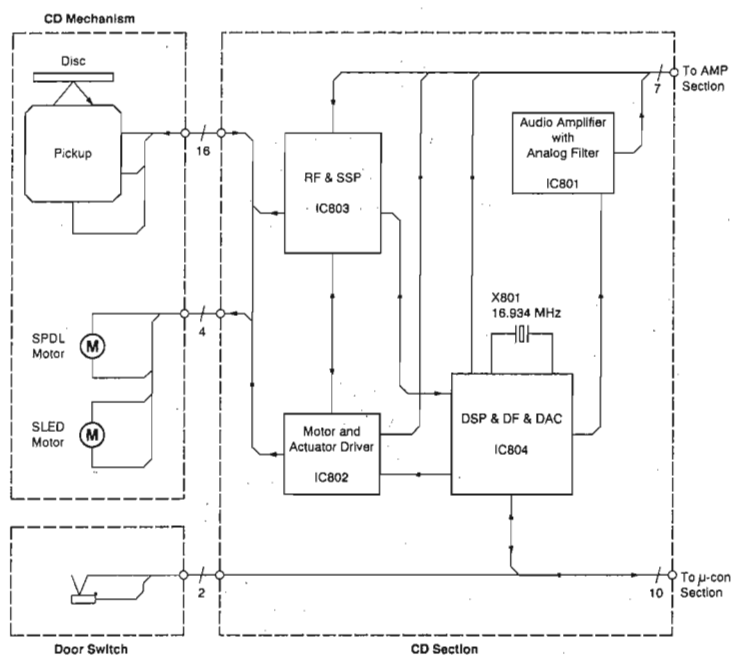 CD Mechanism
Disc
Pickup
16
SPDL
Motor
M
4
SLED
Motor
M
2
Door Switch
RF & SSP
IC803
Motor and
Actuator Driver
IC802
X801
16.934 MHz
DSP & DF & DAC
IC804
Audio Amplifier
with
Analog Filter
IC801
7
To AMP
Section
10
To μ-con
Section
CD Section